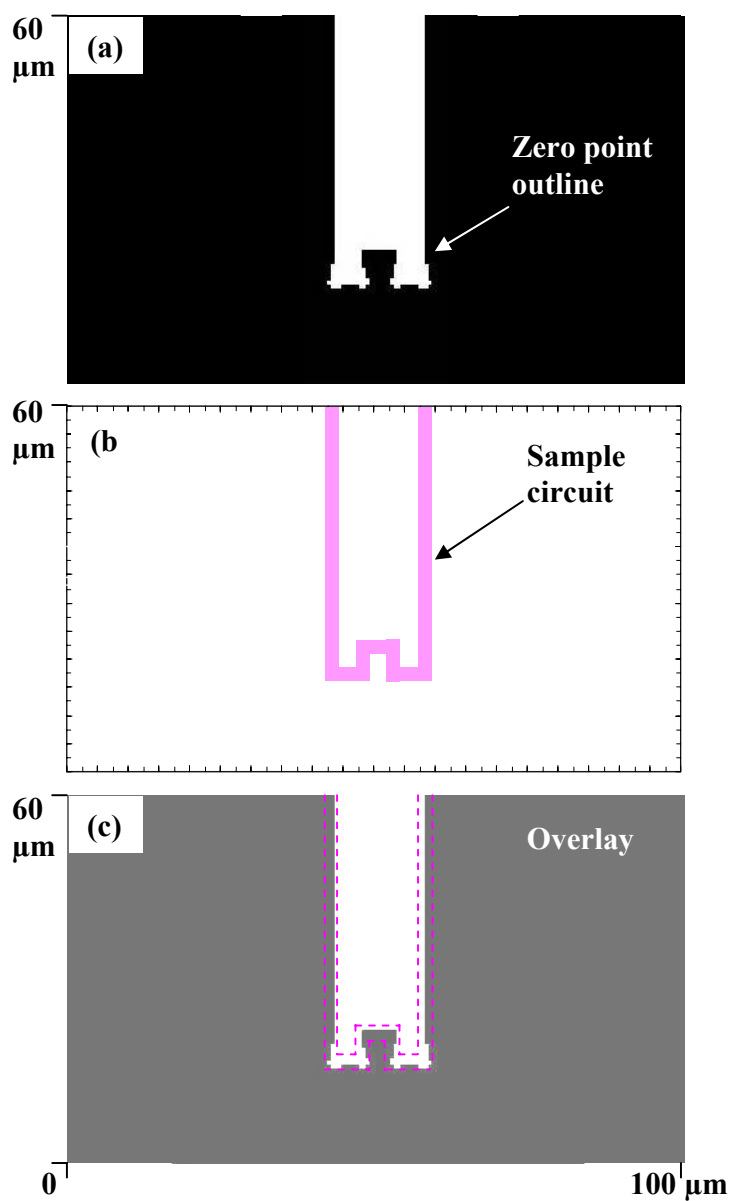 60
µm
(a)
Zero point
outline
60
µm
(b
Sample
circuit
60
µm
(c)
Overlay
0
100 µm